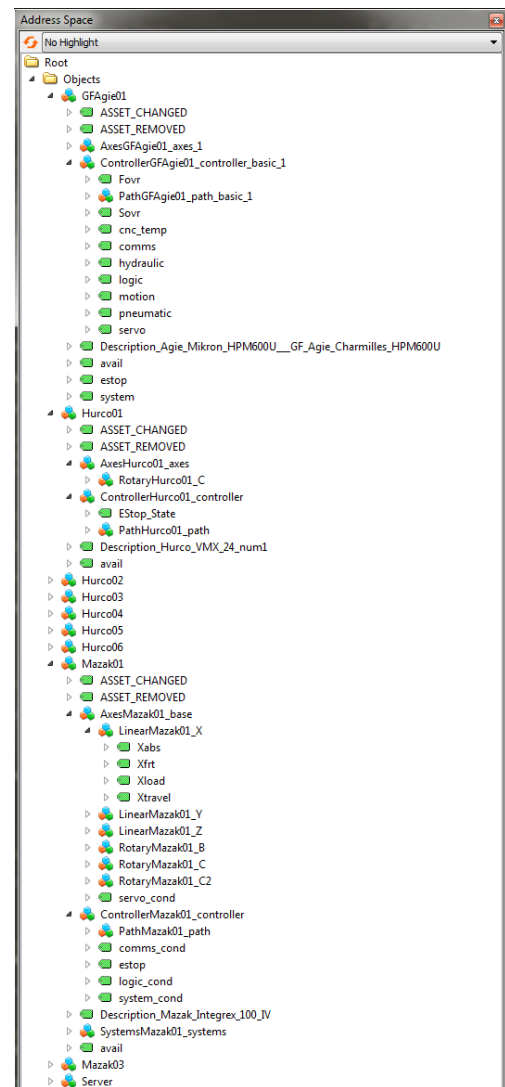 Address Space
No Highlight
Root
Objects
GFAgie01
ASSET_CHANGED
ASSET_REMOVED
AxesGFAgie01_axes_1
ControllerGFAgie01_controller_basic_1
Fovr
PathGFAgie01_path_basic_1
Sovr
cnc_temp
comms
hydraulic
logic
motion
pneumatic
servo
Description_Agie_Mikron_HPM600U___GF_Agie_Charmilles_HPM600U
avail
estop
system
Hurco01
ASSET_CHANGED
ASSET_REMOVED
AxesHurco01_axes
RotaryHurco01_C
ControllerHurco01_controller
EStop_State
PathHurco01_path
Description_Hurco_VMX_24_num1
avail
Hurco02
Hurco03
Hurco04
Hurco05
Hurco06
Mazak01
ASSET_CHANGED
ASSET_REMOVED
AxesMazak01_base
LinearMazak01_X
Xabs
Xfrt
Xload
Xtravel
LinearMazak01_Y
LinearMazak01_Z
RotaryMazak01_B
RotaryMazak01_C
RotaryMazak01_C2
servo_cond
ControllerMazak01_controller
PathMazak01_path
comms_cond
estop
logic_cond
system_cond
Description_Mazak_Integrex_100_IV
SystemsMazak01_systems
avail
Mazak03
Server